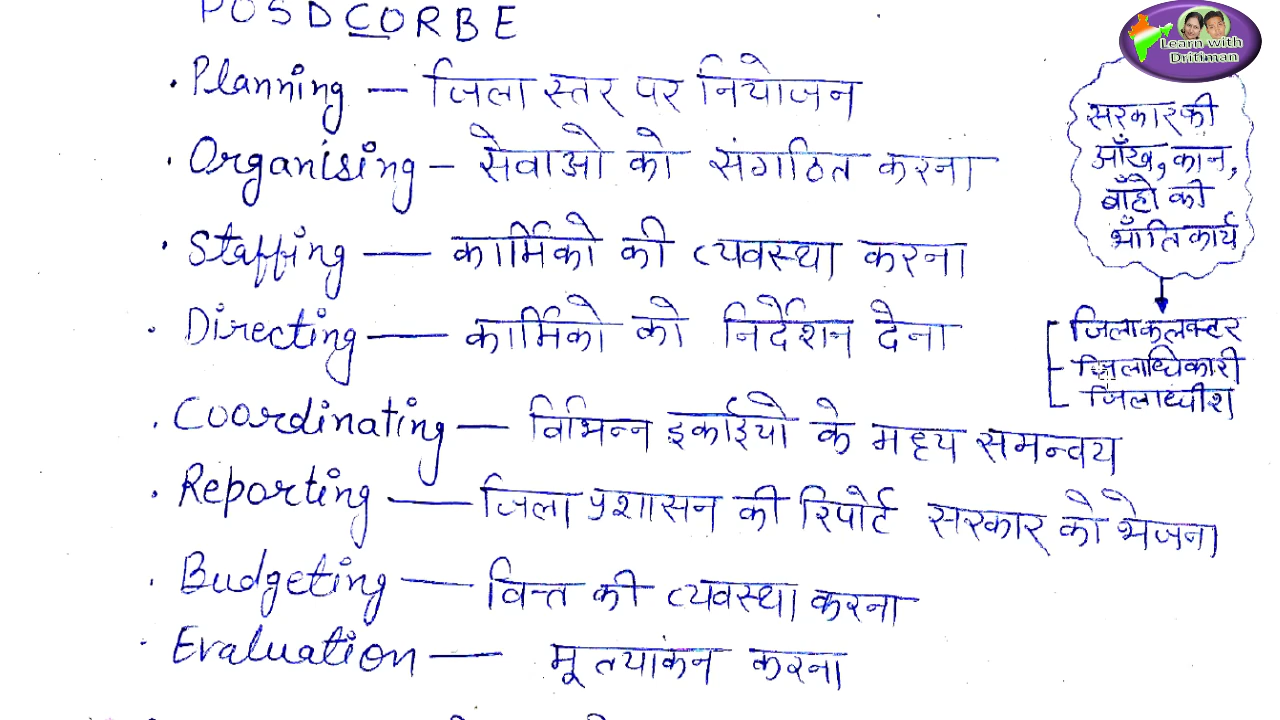 POSDCORBE
· Planning — जिला स्तर पर नियोजन
· Organising – सेवाओ को संगठित करना
· Staffing — कार्मिको की व्यवस्था करना
· Directing — कार्मिको को निर्देशन देना
· Coordinating — विभिन्न इकाईयो के मध्य समन्वय
· Reporting — जिला प्रशासन की रिपोर्ट सरकार को भेजना
· Budgeting — वित्त की व्यवस्था करना
· Evaluation — मूल्यांकन करना
Learn with
Dritiman
सरकार की
आँख, कान,
बाँहो की
भाँति कार्य
जिलाकलक्टर
जिलाधिकारी
जिलाधीश